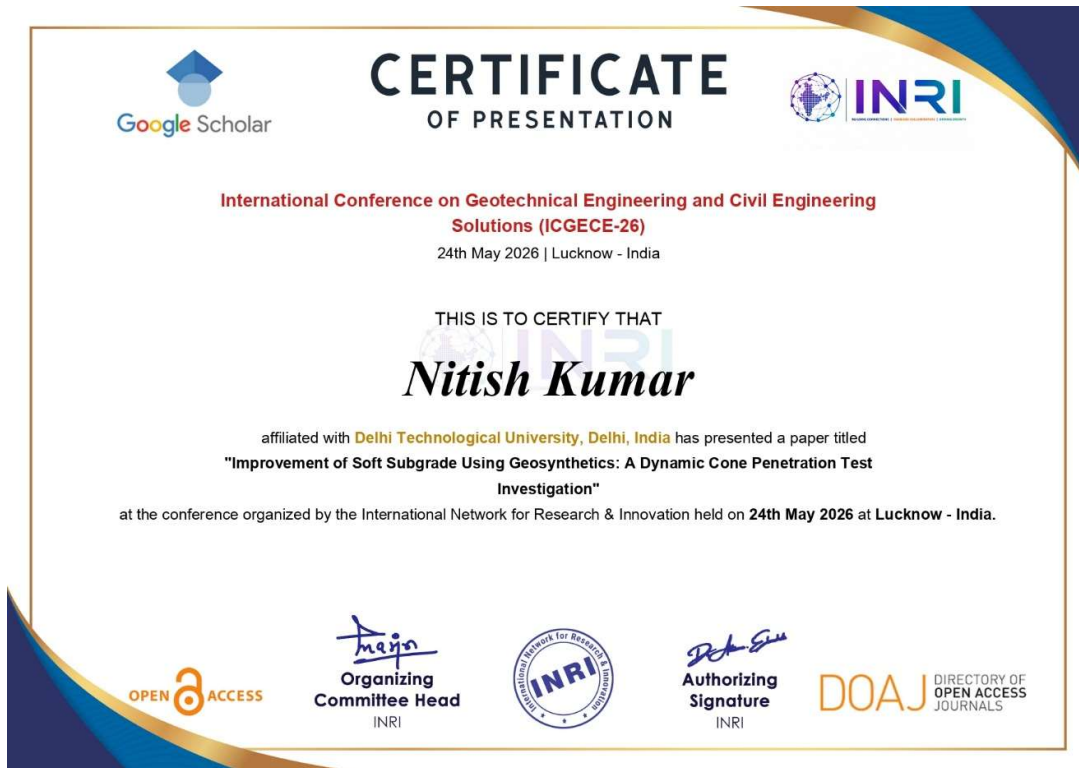 CERTIFICATE
OF PRESENTATION
Google Scholar
INRI
International Conference on Geotechnical Engineering and Civil Engineering
Solutions (ICGECE-26)
24th May 2026 | Lucknow - India
THIS IS TO CERTIFY THAT
Nitish Kumar
affiliated with Delhi Technological University, Delhi, India has presented a paper titled
"Improvement of Soft Subgrade Using Geosynthetics: A Dynamic Cone Penetration Test
Investigation"
at the conference organized by the International Network for Research & Innovation held on 24th May 2026 at Lucknow - India.
OPEN ACCESS
Organizing
Committee Head
INRI
International Network for Research & Innovation
INRI
Authorizing
Signature
INRI
DOAJ
DIRECTORY OF
OPEN ACCESS
JOURNALS